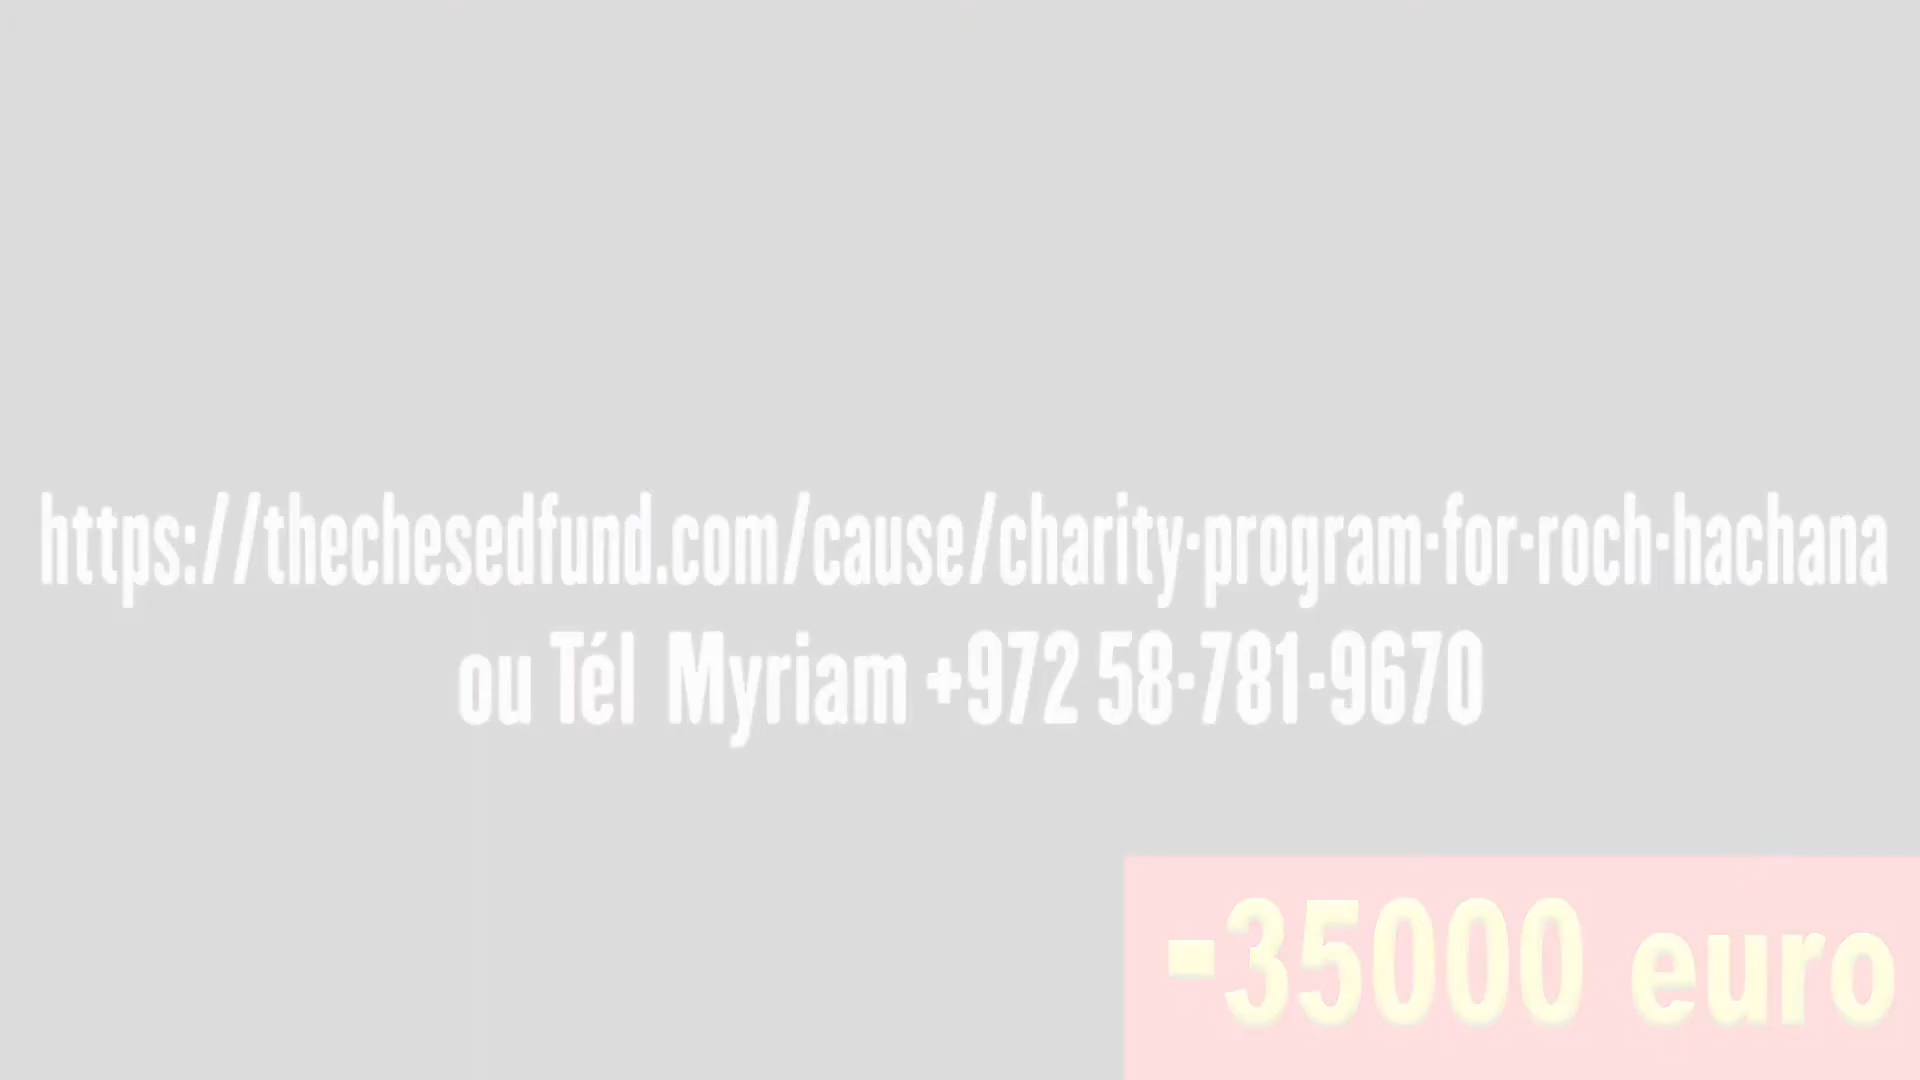 https://thechesedfund.com/cause/charity-program-for-roch-hachana
ou Tél Myriam +972 58-781-9670
-35000 euro